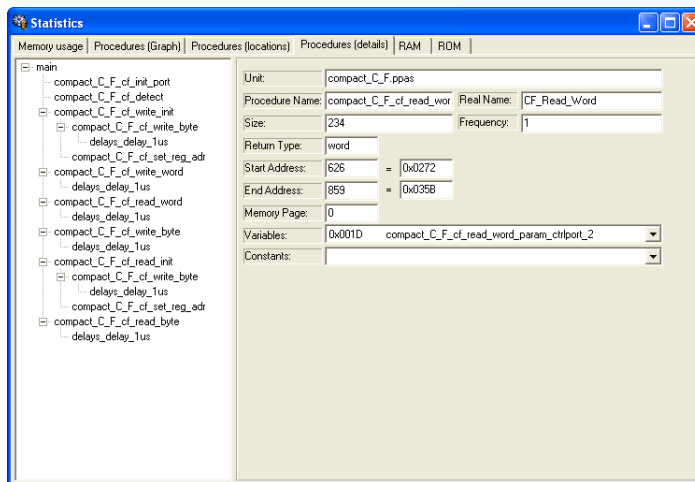 Statistics
Memory usage Procedures (Graph) Procedures (locations) Procedures (details) RAM ROM
main
compact_C_F_cf_init_port
compact_C_F_cf_detect
compact_C_F_cf_write_init
compact_C_F_cf_write_byte
delays_delay_1us
compact_C_F_cf_set_reg_adr
compact_C_F_cf_write_word
delays_delay_1us
compact_C_F_cf_read_word
delays_delay_1us
compact_C_F_cf_write_byte
delays_delay_1us
compact_C_F_cf_read_init
compact_C_F_cf_write_byte
delays_delay_1us
compact_C_F_cf_set_reg_adr
compact_C_F_cf_read_byte
delays_delay_1us
Unit: compact_C_F.ppas
Procedure Name: compact_C_F_cf_read_wor Real Name: CF_Read_Word
Size: 234 Frequency: 1
Return Type: word
Start Address: 626 = 0x0272
End Address: 859 = 0x035B
Memory Page: 0
Variables: 0x001D compact_C_F_cf_read_word_param_ctrlport_2
Constants: